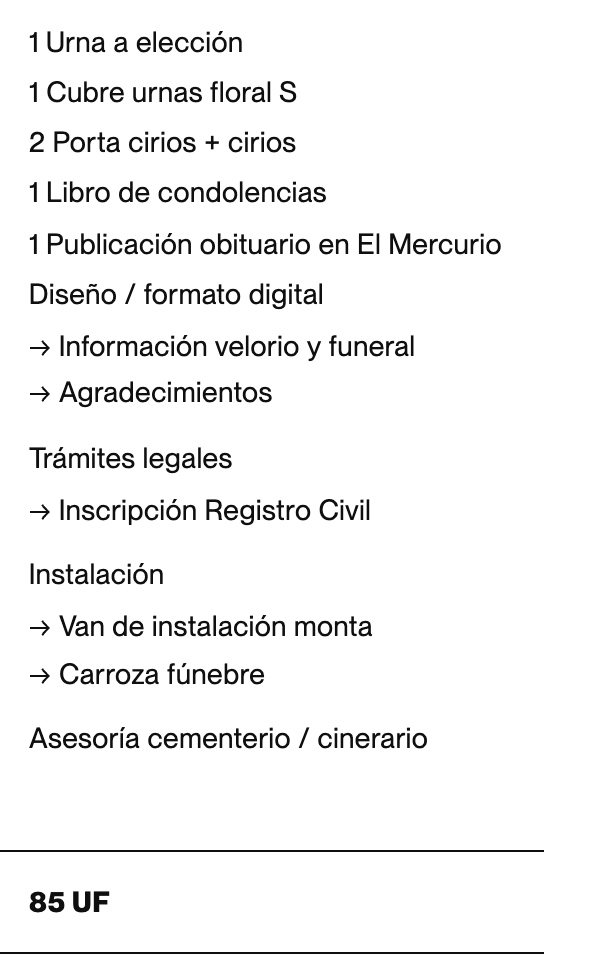 1 Urna a elección
1 Cubre urnas floral S
2 Porta cirios + cirios
1 Libro de condolencias
1 Publicación obituario en El Mercurio
Diseño / formato digital
→ Información velorio y funeral
→ Agradecimientos
Trámites legales
→ Inscripción Registro Civil
Instalación
→ Van de instalación monta
→ Carroza fúnebre
Asesoría cementerio / cinerario
85 UF